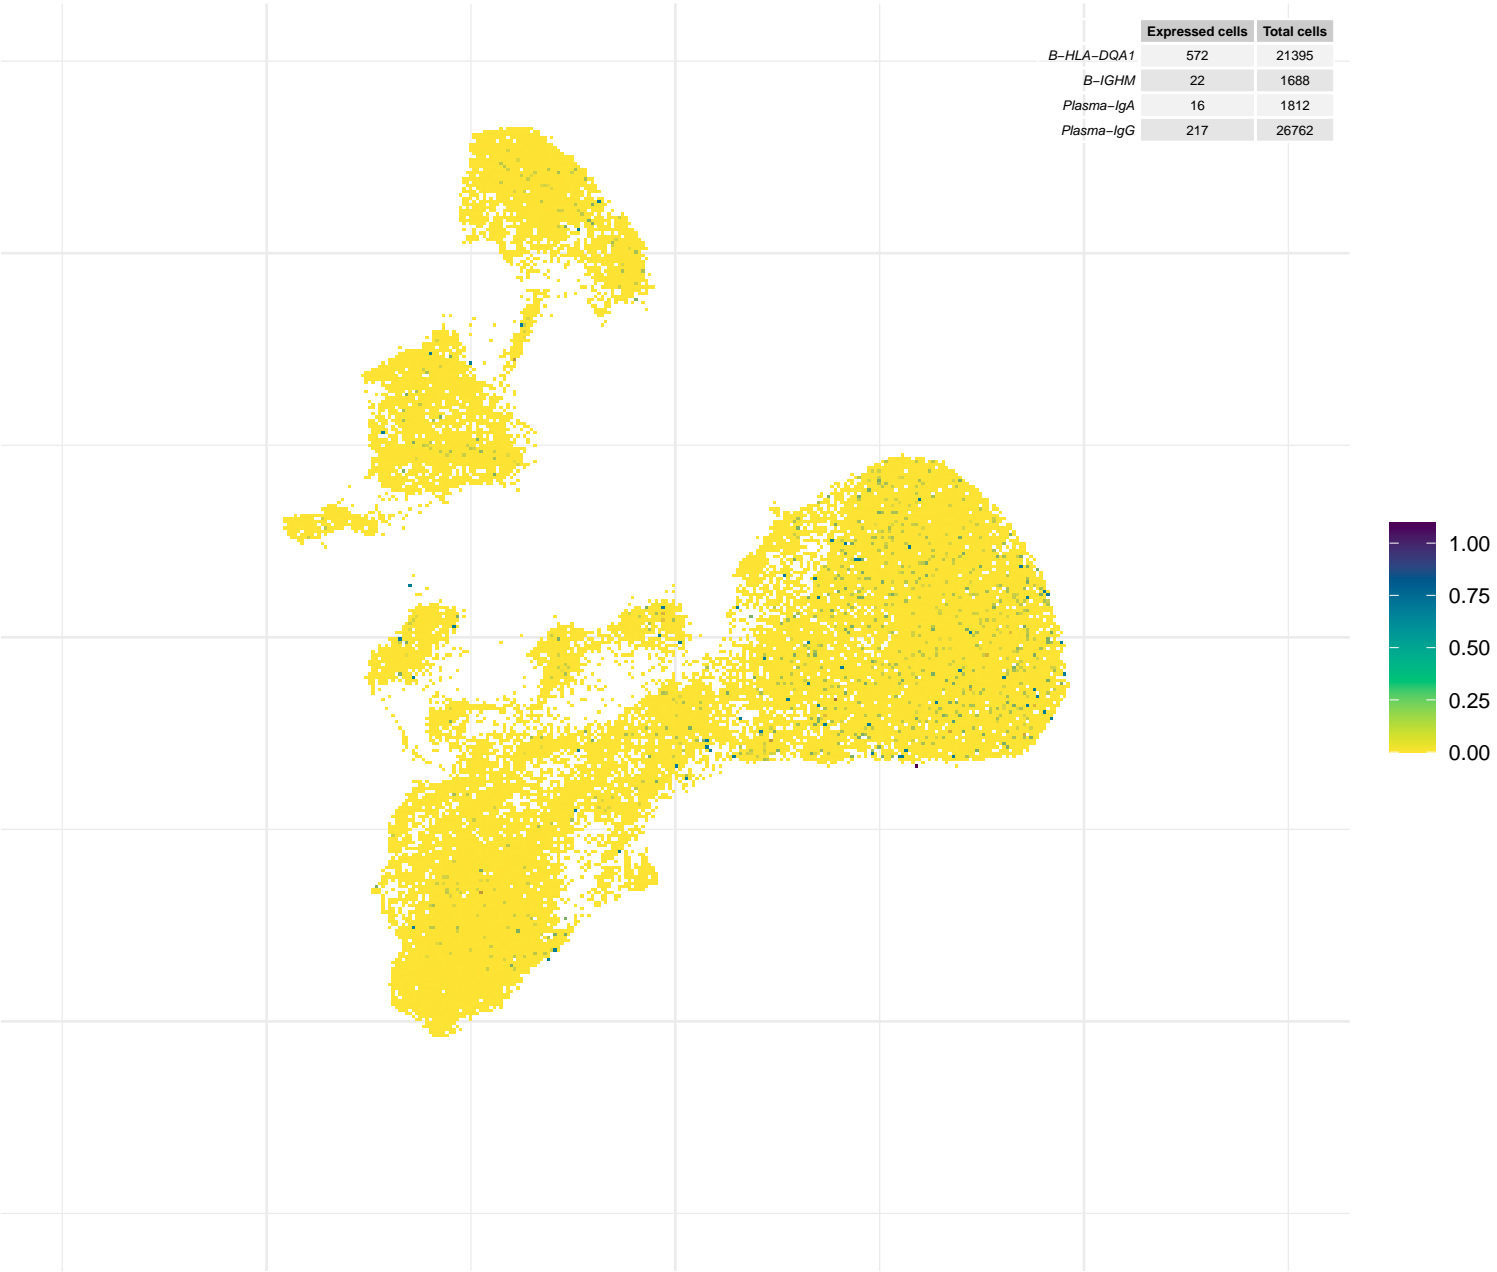 Expressed cells Total cells
B−HLA−DQA1 572 21395
B−IGHM 22 1688
Plasma−IgA 16 1812
Plasma−IgG 217 26762
1.00
0.75
0.50
0.25
0.00